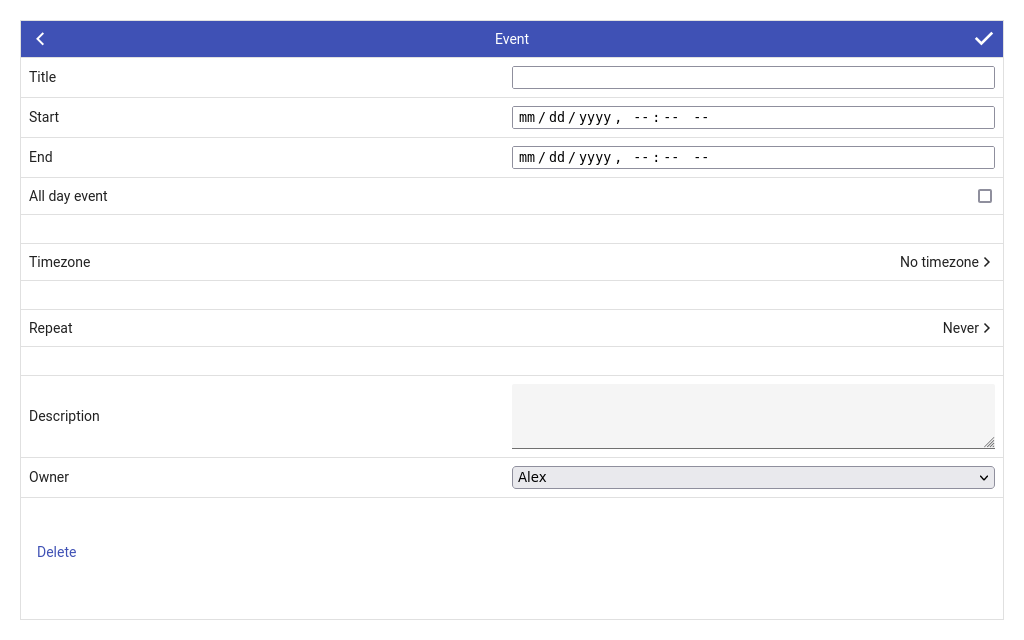 Event
Title
Start mm/dd/yyyy, --:-- --
End mm/dd/yyyy, --:-- --
All day event
Timezone No timezone
Repeat Never
Description
Owner Alex
Delete